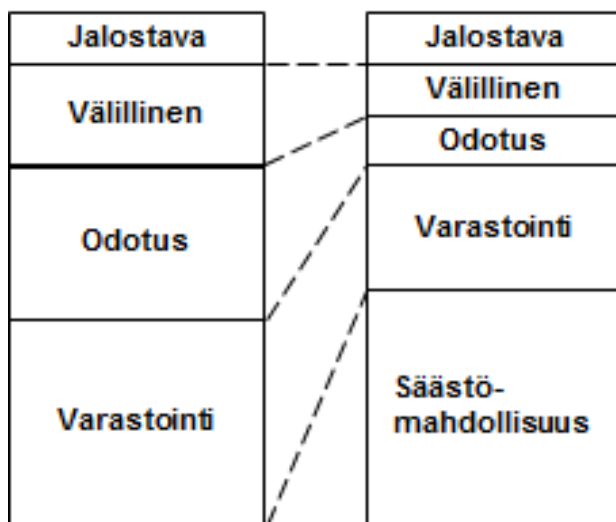 Jalostava
Välillinen
Odotus
Varastointi
Jalostava
Välillinen
Odotus
Varastointi
Säästö-
mahdollisuus